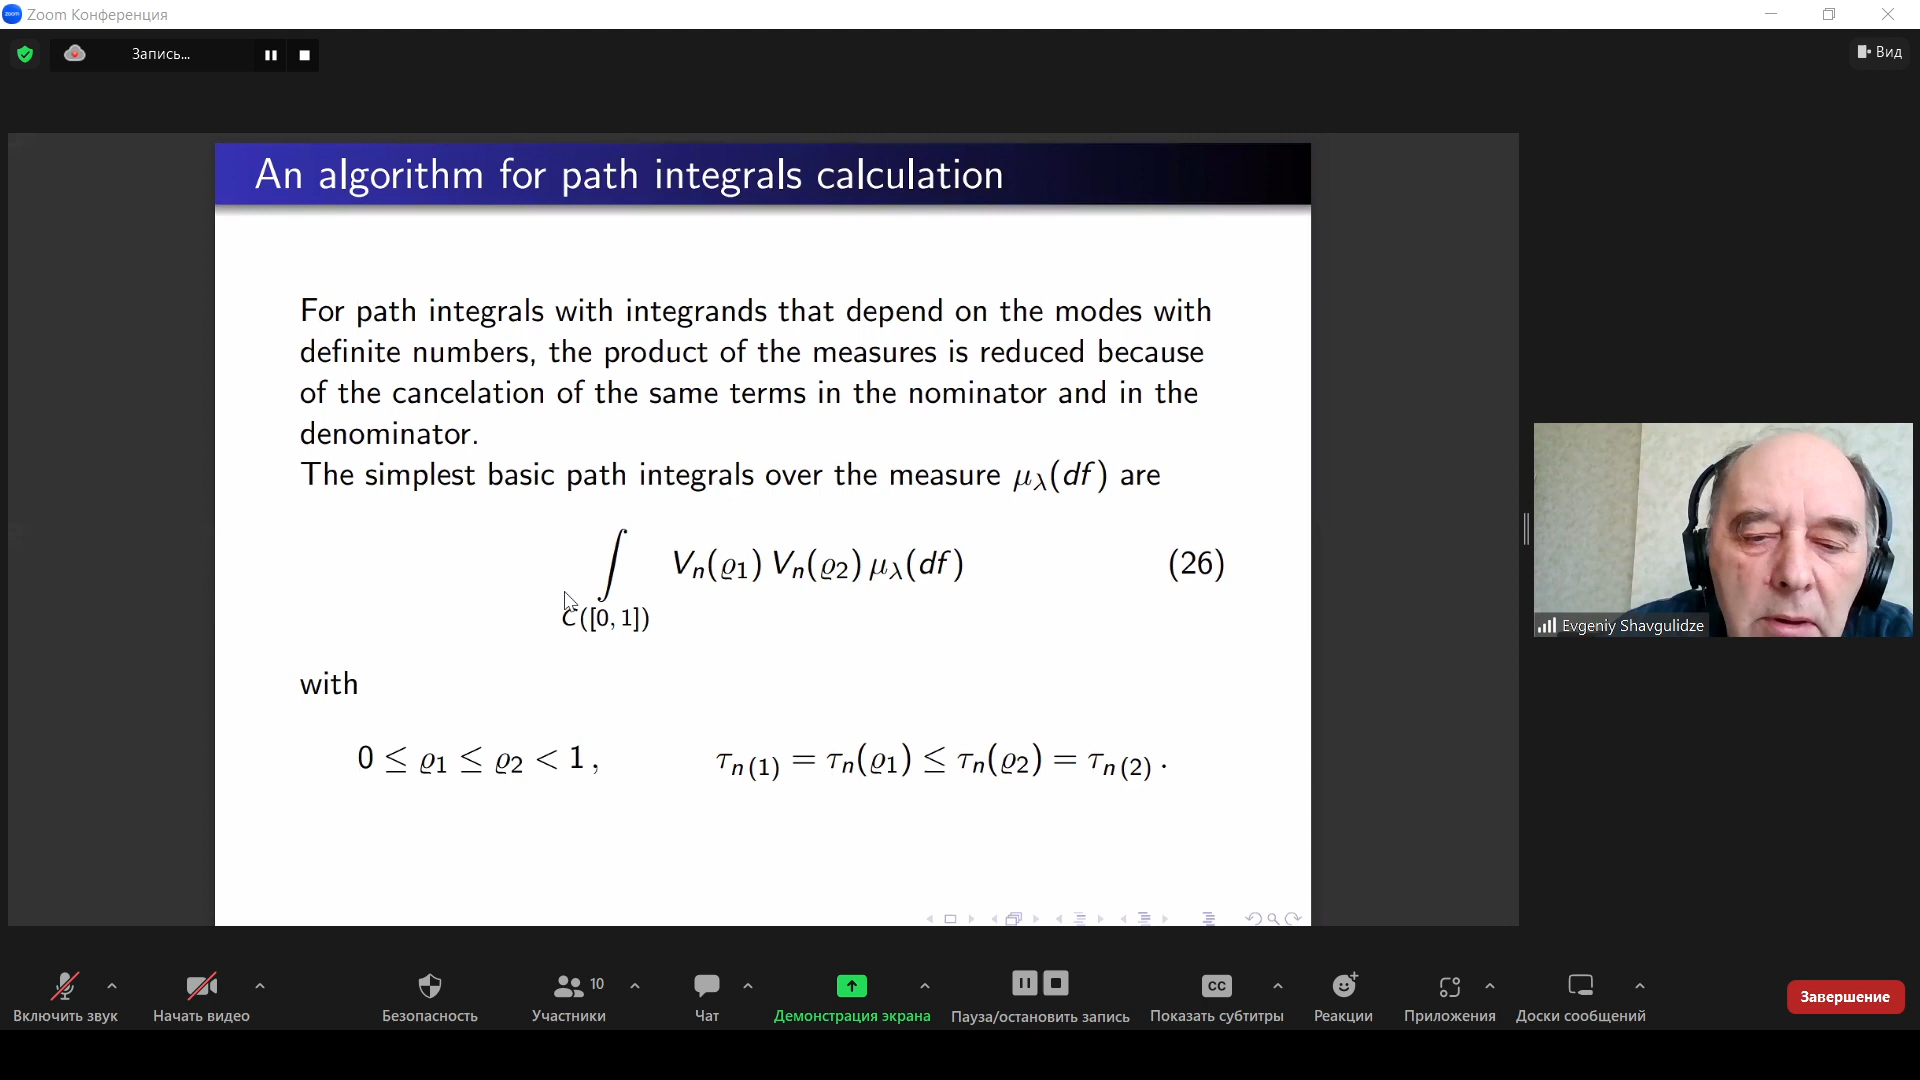 zoom Zoom Конференция
Запись...
Вид
An algorithm for path integrals calculation
For path integrals with integrands that depend on the modes with
definite numbers, the product of the measures is reduced because
of the cancelation of the same terms in the nominator and in the
denominator.
The simplest basic path integrals over the measure μ_λ(df) are
∫_{C([0,1])} V_n(ϱ_1) V_n(ϱ_2) μ_λ(df) (26)
with
0 ≤ ϱ_1 ≤ ϱ_2 < 1 , τ_{n(1)} = τ_n(ϱ_1) ≤ τ_n(ϱ_2) = τ_{n(2)} .
Evgeniy Shavgulidze
Включить звук
Начать видео
Безопасность
10
Участники
Чат
Демонстрация экрана
Пауза/остановить запись
CC
Показать субтитры
Реакции
Приложения
Доски сообщений
Завершение